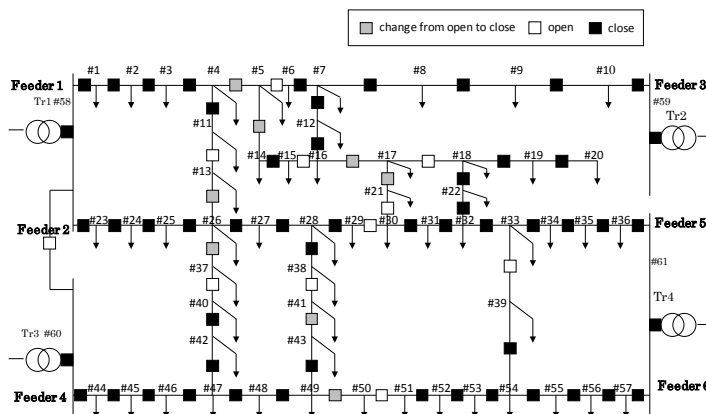 change from open to close open close
#1 #2 #3 #4 #5 #6 #7 #8 #9 #10
Feeder 1 Feeder 3
Tr1 #58 #59
Tr2
#11 #12
#14 #15 #16 #17 #18 #19 #20
#13
#21 #22
#23 #24 #25 #26 #27 #28 #29 #30 #31 #32 #33 #34 #35 #36
Feeder 2 Feeder 5
#37 #38 #61
Tr4
#40 #41 #39
Tr3 #60
#42 #43
#44 #45 #46 #47 #48 #49 #50 #51 #52 #53 #54 #55 #56 #57
Feeder 4 Feeder 6